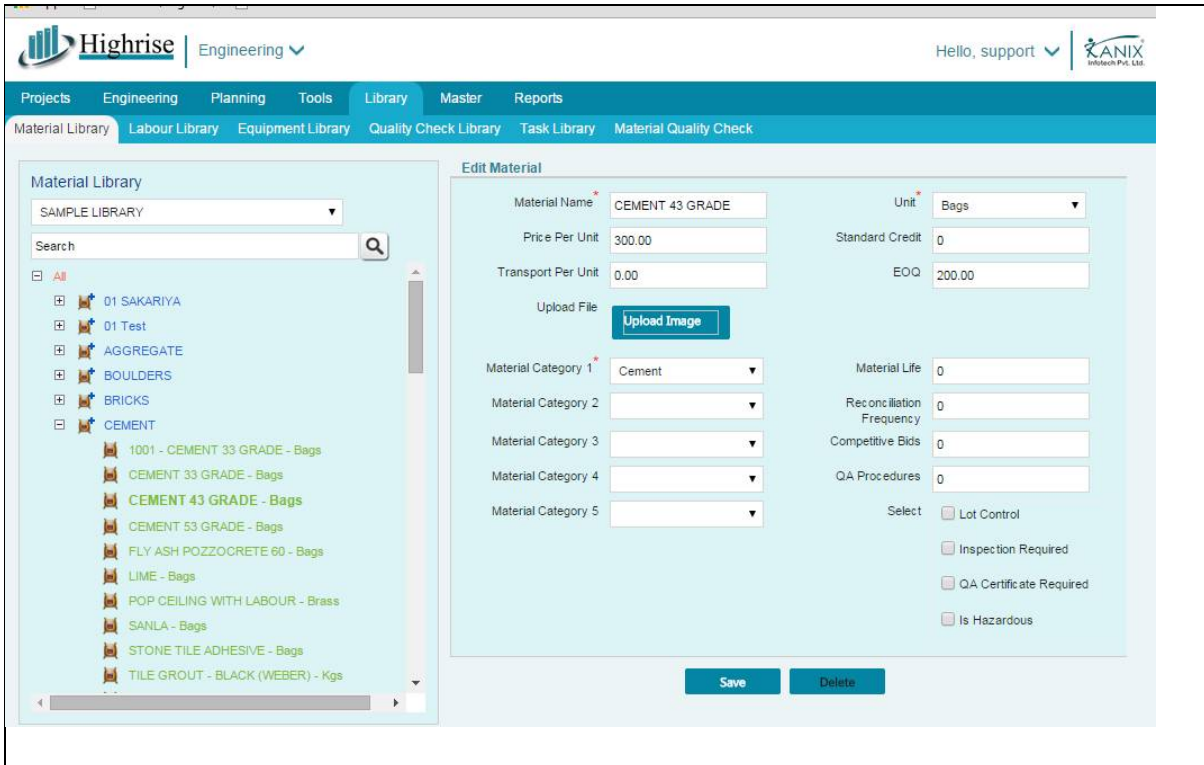 Highrise
Engineering
Hello, support
KANIX
Infotech Pvt. Ltd.
Projects Engineering Planning Tools Library Master Reports
Material Library Labour Library Equipment Library Quality Check Library Task Library Material Quality Check
Material Library
SAMPLE LIBRARY
Search
All
01 SAKARIYA
01 Test
AGGREGATE
BOULDERS
BRICKS
CEMENT
1001 - CEMENT 33 GRADE - Bags
CEMENT 33 GRADE - Bags
CEMENT 43 GRADE - Bags
CEMENT 53 GRADE - Bags
FLY ASH POZZOCRETE 60 - Bags
LIME - Bags
POP CEILING WITH LABOUR - Brass
SANLA - Bags
STONE TILE ADHESIVE - Bags
TILE GROUT - BLACK (WEBER) - Kgs
Edit Material
Material Name* CEMENT 43 GRADE Unit* Bags
Price Per Unit 300.00 Standard Credit 0
Transport Per Unit 0.00 EOQ 200.00
Upload File Upload Image
Material Category 1* Cement Material Life 0
Material Category 2 Reconciliation
Frequency 0
Material Category 3 Competitive Bids 0
Material Category 4 QA Procedures 0
Material Category 5 Select Lot Control
Inspection Required
QA Certificate Required
Is Hazardous
Save Delete